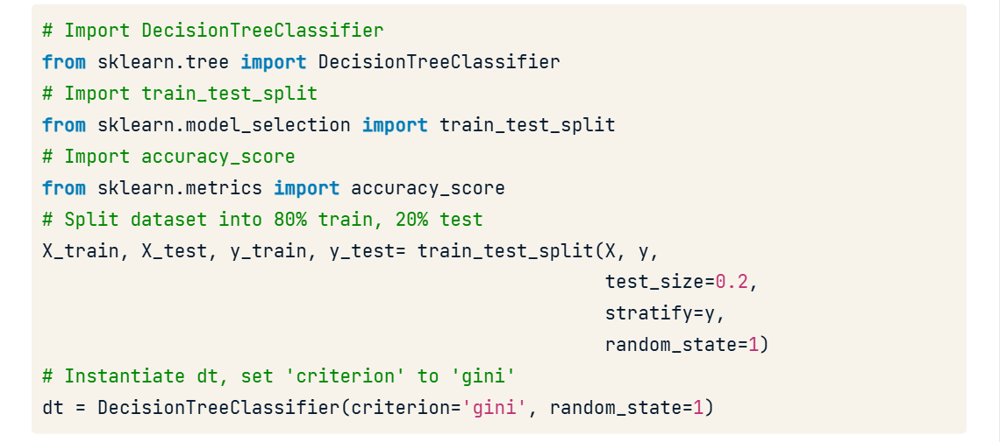 # Import DecisionTreeClassifier
from sklearn.tree import DecisionTreeClassifier
# Import train_test_split
from sklearn.model_selection import train_test_split
# Import accuracy_score
from sklearn.metrics import accuracy_score
# Split dataset into 80% train, 20% test
X_train, X_test, y_train, y_test= train_test_split(X, y,
                                                   test_size=0.2,
                                                   stratify=y,
                                                   random_state=1)
# Instantiate dt, set 'criterion' to 'gini'
dt = DecisionTreeClassifier(criterion='gini', random_state=1)